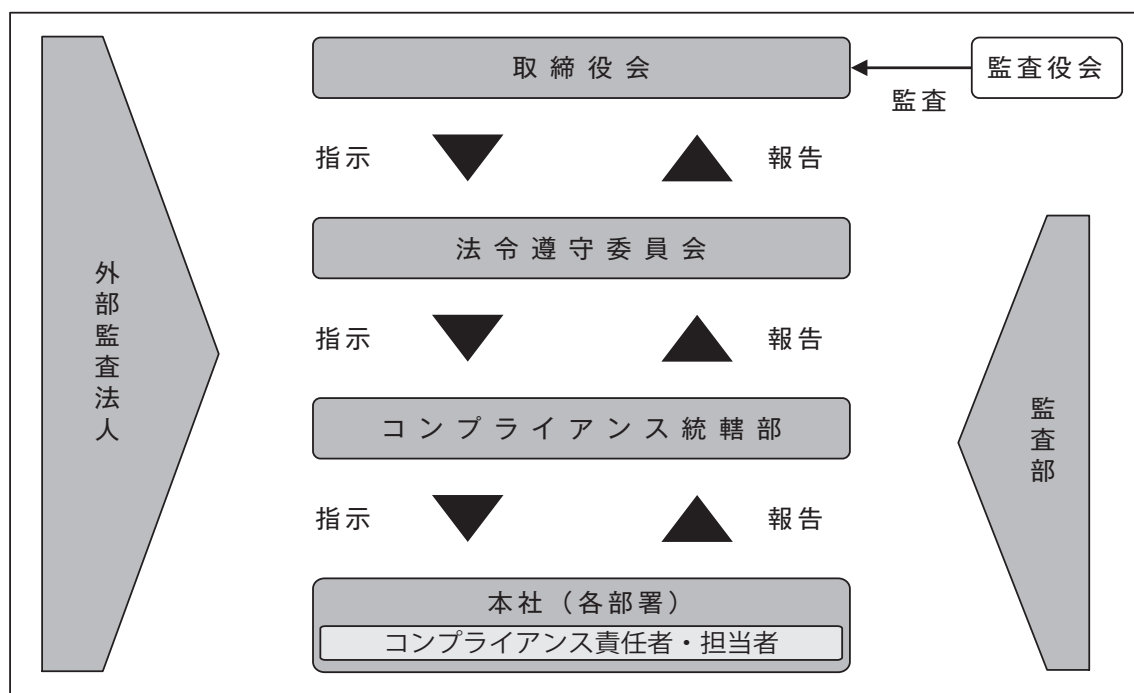 取締役会
監査役会
監査
指示
報告
法令遵守委員会
外部監査法人
指示
報告
コンプライアンス統轄部
監査部
指示
報告
本社（各部署）
コンプライアンス責任者・担当者